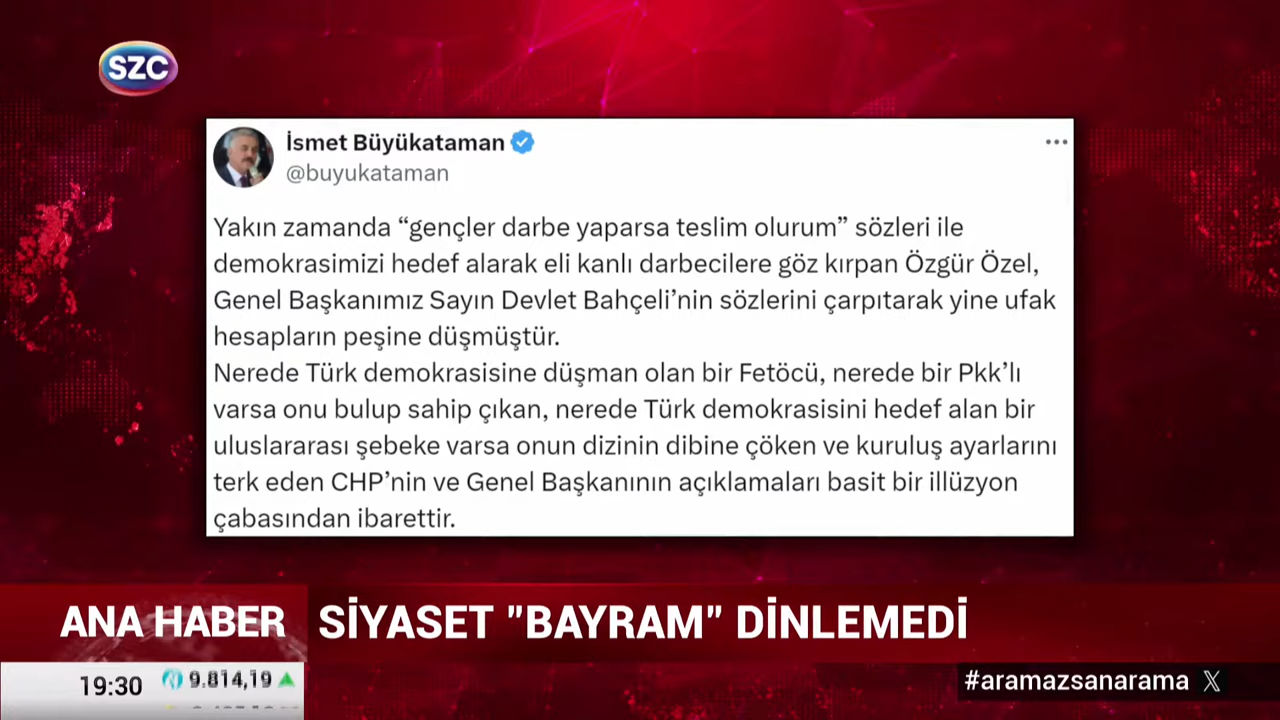 SZC
İsmet Büyükataman
@buyukataman
Yakın zamanda “gençler darbe yaparsa teslim olurum” sözleri ile
demokrasimizi hedef alarak eli kanlı darbecilere göz kırpan Özgür Özel,
Genel Başkanımız Sayın Devlet Bahçeli’nin sözlerini çarpıtarak yine ufak
hesapların peşine düşmüştür.
Nerede Türk demokrasisine düşman olan bir Fetöcü, nerede bir Pkk’lı
varsa onu bulup sahip çıkan, nerede Türk demokrasisini hedef alan bir
uluslararası şebeke varsa onun dizinin dibine çöken ve kuruluş ayarlarını
terk eden CHP’nin ve Genel Başkanının açıklamaları basit bir illüzyon
çabasından ibarettir.
ANA HABER
SİYASET "BAYRAM" DİNLEMEDİ
19:30
9.814,19
#aramazsanarama X